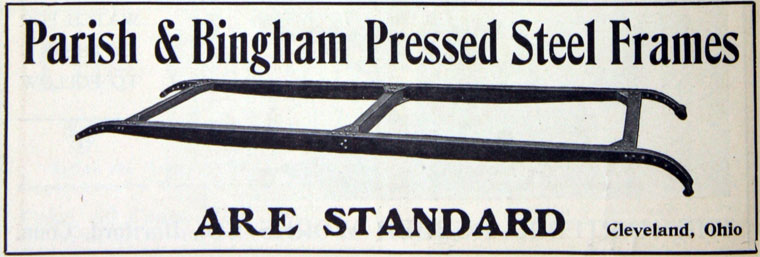 Parish & Bingham Pressed Steel Frames
ARE STANDARD
Cleveland, Ohio